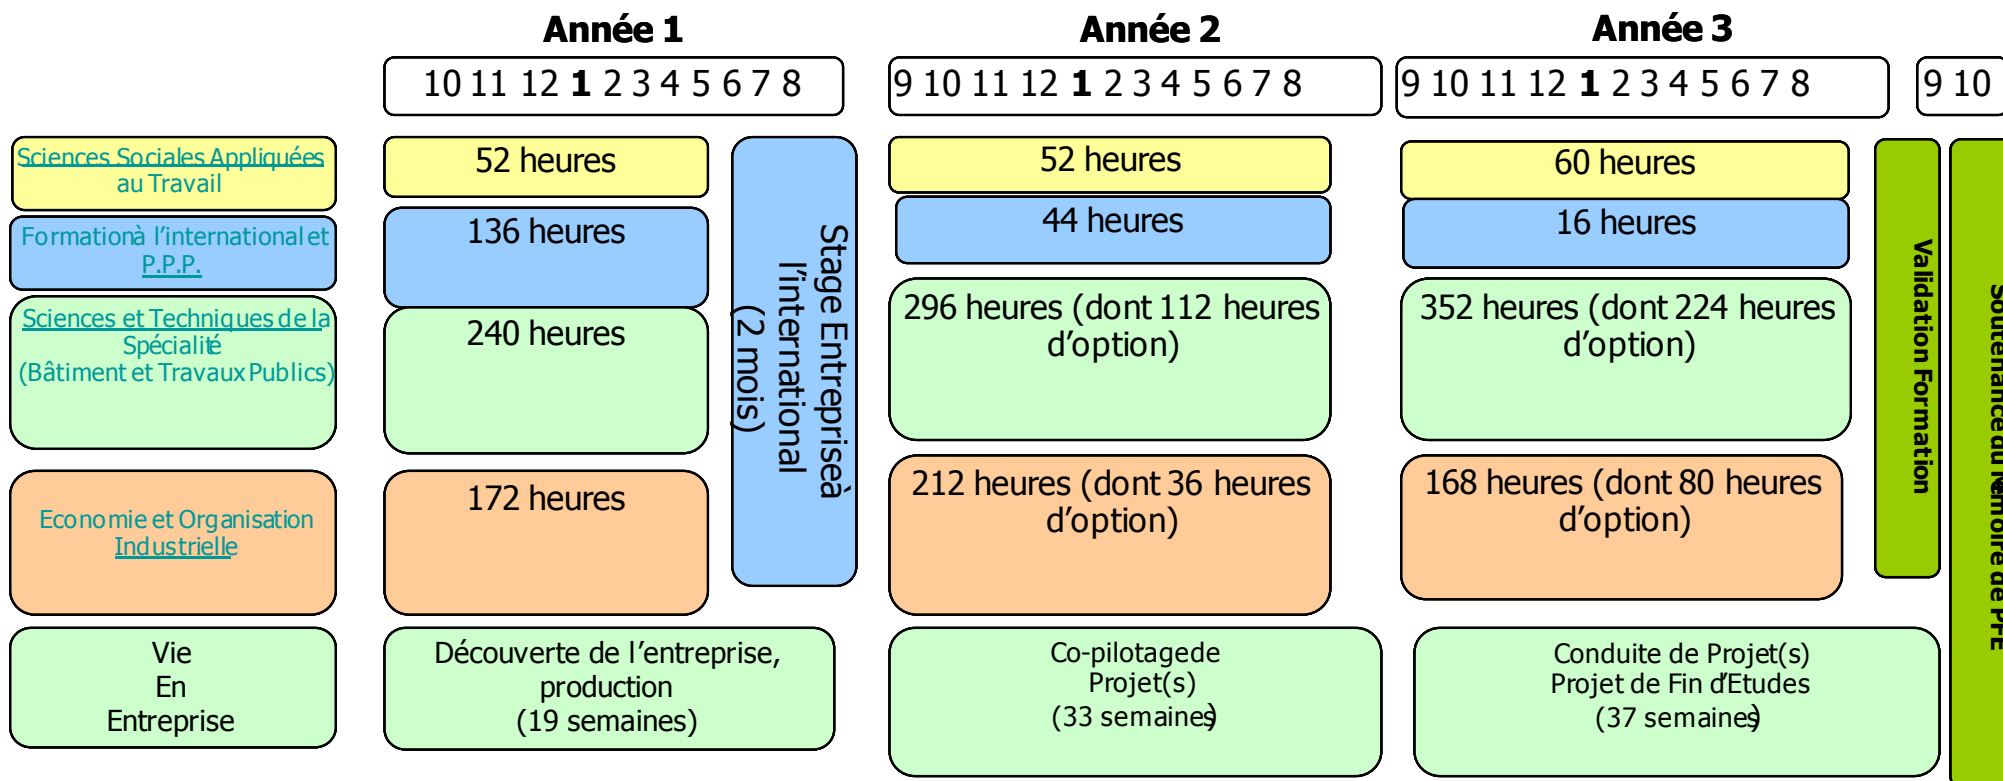 Année 1
Année 2
Année 3
10 11 12 1 2 3 4 5 6 7 8
9 10 11 12 1 2 3 4 5 6 7 8
9 10 11 12 1 2 3 4 5 6 7 8
9 10
Sciences Sociales Appliquées
au Travail
52 heures
52 heures
60 heures
Formationà l’international et
P.P.P.
136 heures
44 heures
16 heures
Sciences et Techniques de la
Spécialité
(Bâtiment et Travaux Publics)
240 heures
296 heures (dont 112 heures
d’option)
352 heures (dont 224 heures
d’option)
Economie et Organisation
Industrielle
172 heures
212 heures (dont 36 heures
d’option)
168 heures (dont 80 heures
d’option)
Stage Entrepriseà
l’international
(2 mois)
Validation Formation
Soutenance du Mémoire de PFE
Vie
En
Entreprise
Découverte de l’entreprise,
production
(19 semaines)
Co-pilotagede
Projet(s)
(33 semaines)
Conduite de Projet(s)
Projet de Fin d’Etudes
(37 semaines)